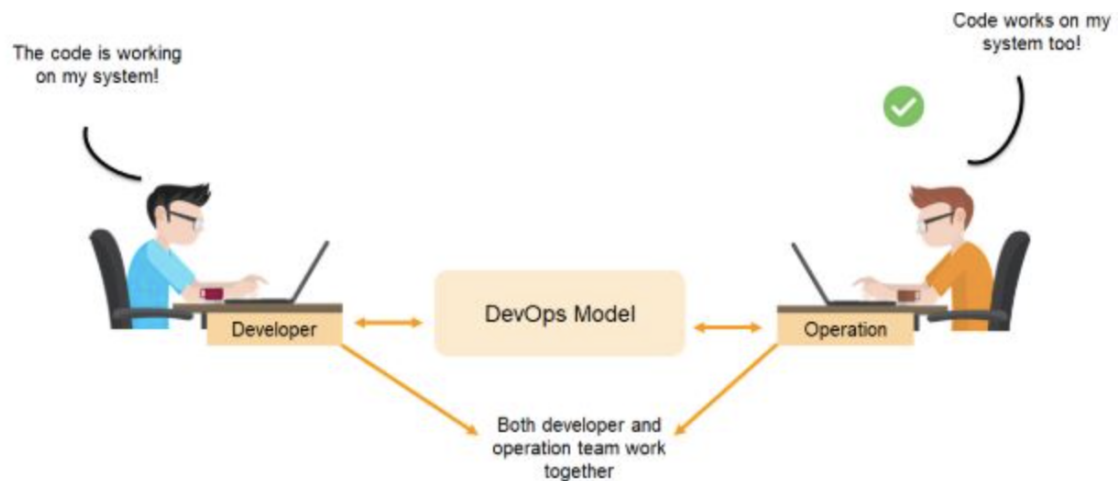 Code works on my
system too!
The code is working
on my system!
DevOps Model
Developer
Operation
Both developer and
operation team work
together